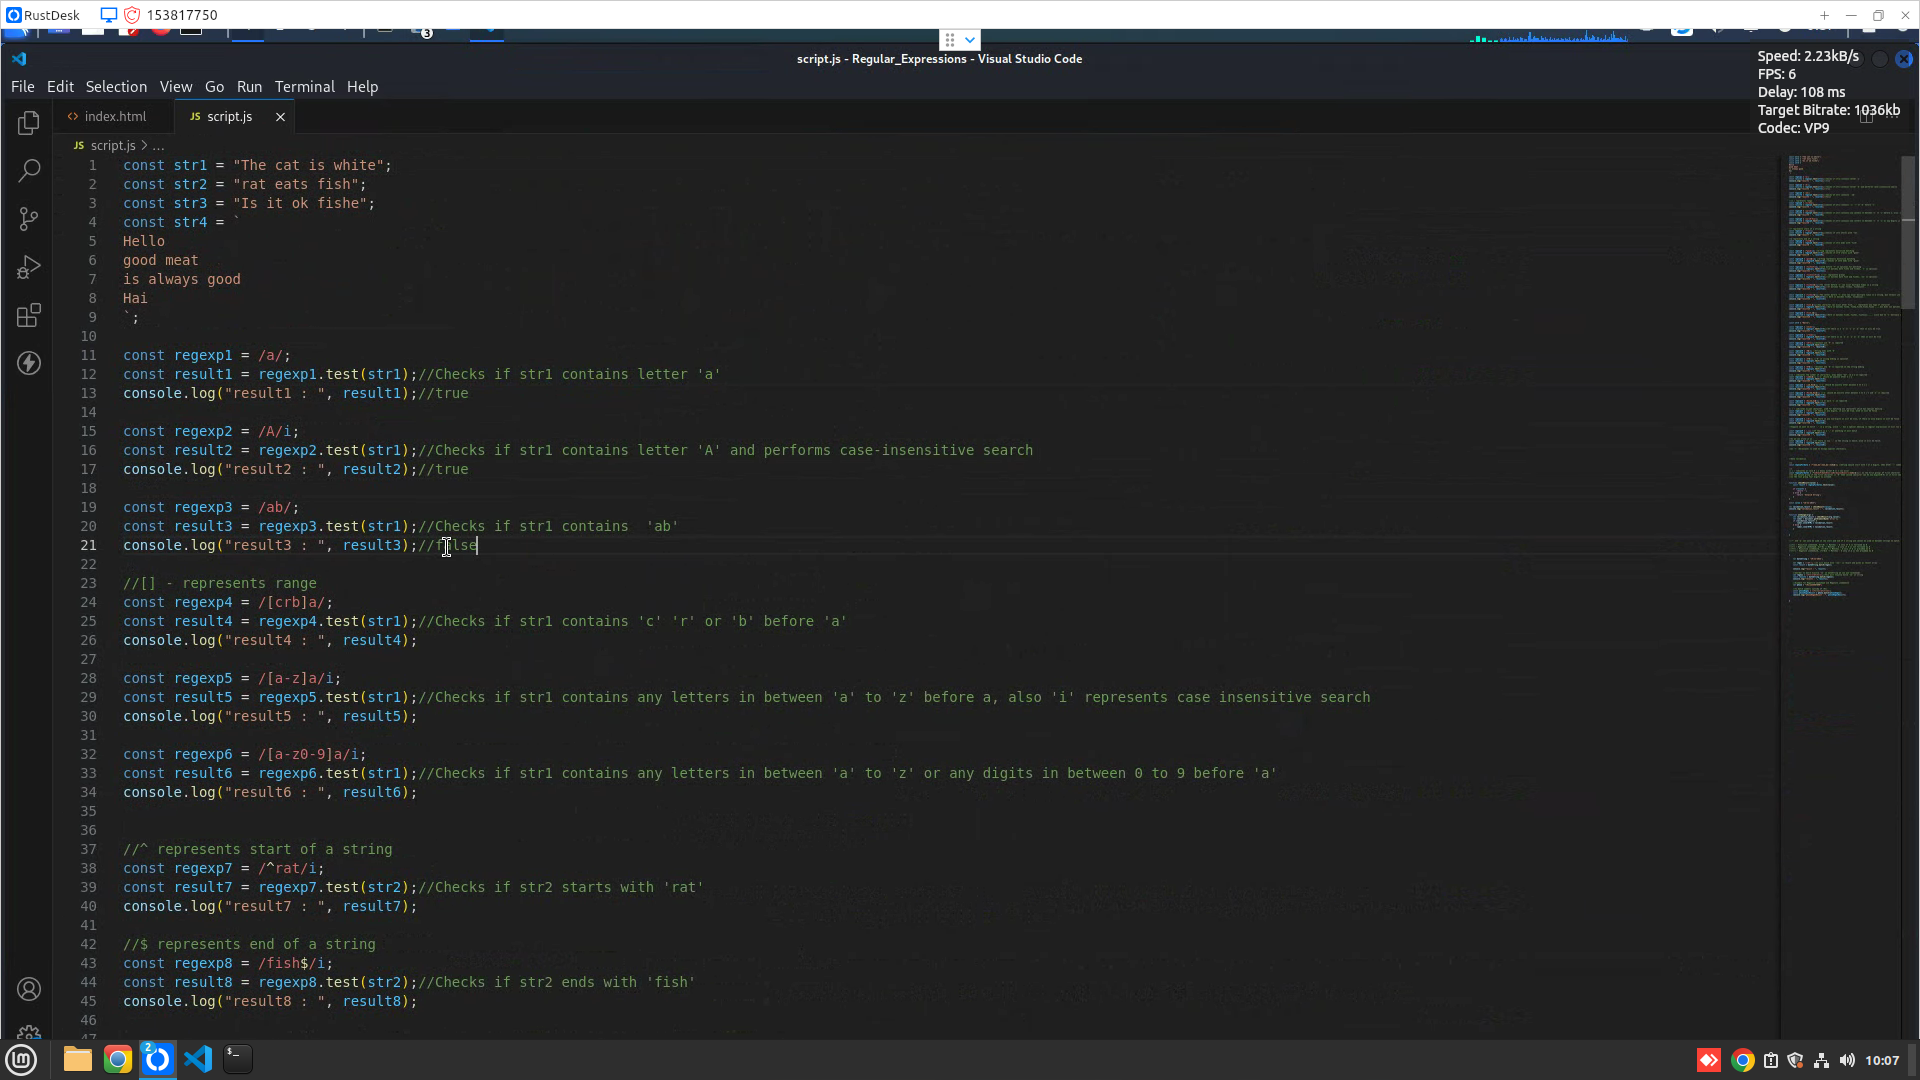 RustDesk 153817750
3
script.js - Regular_Expressions - Visual Studio Code
Speed: 2.23kB/s
FPS: 6
Delay: 108 ms
Target Bitrate: 1036kb
Codec: VP9
File Edit Selection View Go Run Terminal Help
<> index.html JS script.js ×
JS script.js > ...
1 const str1 = "The cat is white";
2 const str2 = "rat eats fish";
3 const str3 = "Is it ok fishe";
4 const str4 = `
5 Hello
6 good meat
7 is always good
8 Hai
9 `;
10
11 const regexp1 = /a/;
12 const result1 = regexp1.test(str1);//Checks if str1 contains letter 'a'
13 console.log("result1 : ", result1);//true
14
15 const regexp2 = /A/i;
16 const result2 = regexp2.test(str1);//Checks if str1 contains letter 'A' and performs case-insensitive search
17 console.log("result2 : ", result2);//true
18
19 const regexp3 = /ab/;
20 const result3 = regexp3.test(str1);//Checks if str1 contains  'ab'
21 console.log("result3 : ", result3);//false
22
23 //[] - represents range
24 const regexp4 = /[crb]a/;
25 const result4 = regexp4.test(str1);//Checks if str1 contains 'c' 'r' or 'b' before 'a'
26 console.log("result4 : ", result4);
27
28 const regexp5 = /[a-z]a/i;
29 const result5 = regexp5.test(str1);//Checks if str1 contains any letters in between 'a' to 'z' before a, also 'i' represents case insensitive search
30 console.log("result5 : ", result5);
31
32 const regexp6 = /[a-z0-9]a/i;
33 const result6 = regexp6.test(str1);//Checks if str1 contains any letters in between 'a' to 'z' or any digits in between 0 to 9 before 'a'
34 console.log("result6 : ", result6);
35
36
37 //^ represents start of a string
38 const regexp7 = /^rat/i;
39 const result7 = regexp7.test(str2);//Checks if str2 starts with 'rat'
40 console.log("result7 : ", result7);
41
42 //$ represents end of a string
43 const regexp8 = /fish$/i;
44 const result8 = regexp8.test(str2);//Checks if str2 ends with 'fish'
45 console.log("result8 : ", result8);
46
2
10:07